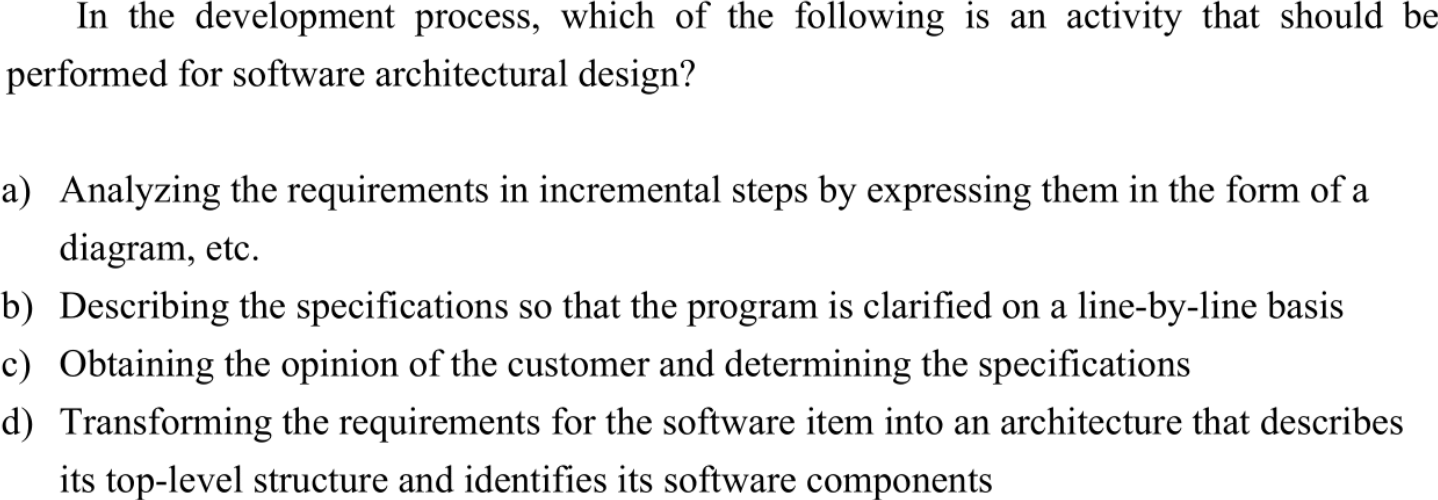 In the development process, which of the following is an activity that should be
performed for software architectural design?
a) Analyzing the requirements in incremental steps by expressing them in the form of a
diagram, etc.
b) Describing the specifications so that the program is clarified on a line-by-line basis
c) Obtaining the opinion of the customer and determining the specifications
d) Transforming the requirements for the software item into an architecture that describes
its top-level structure and identifies its software components